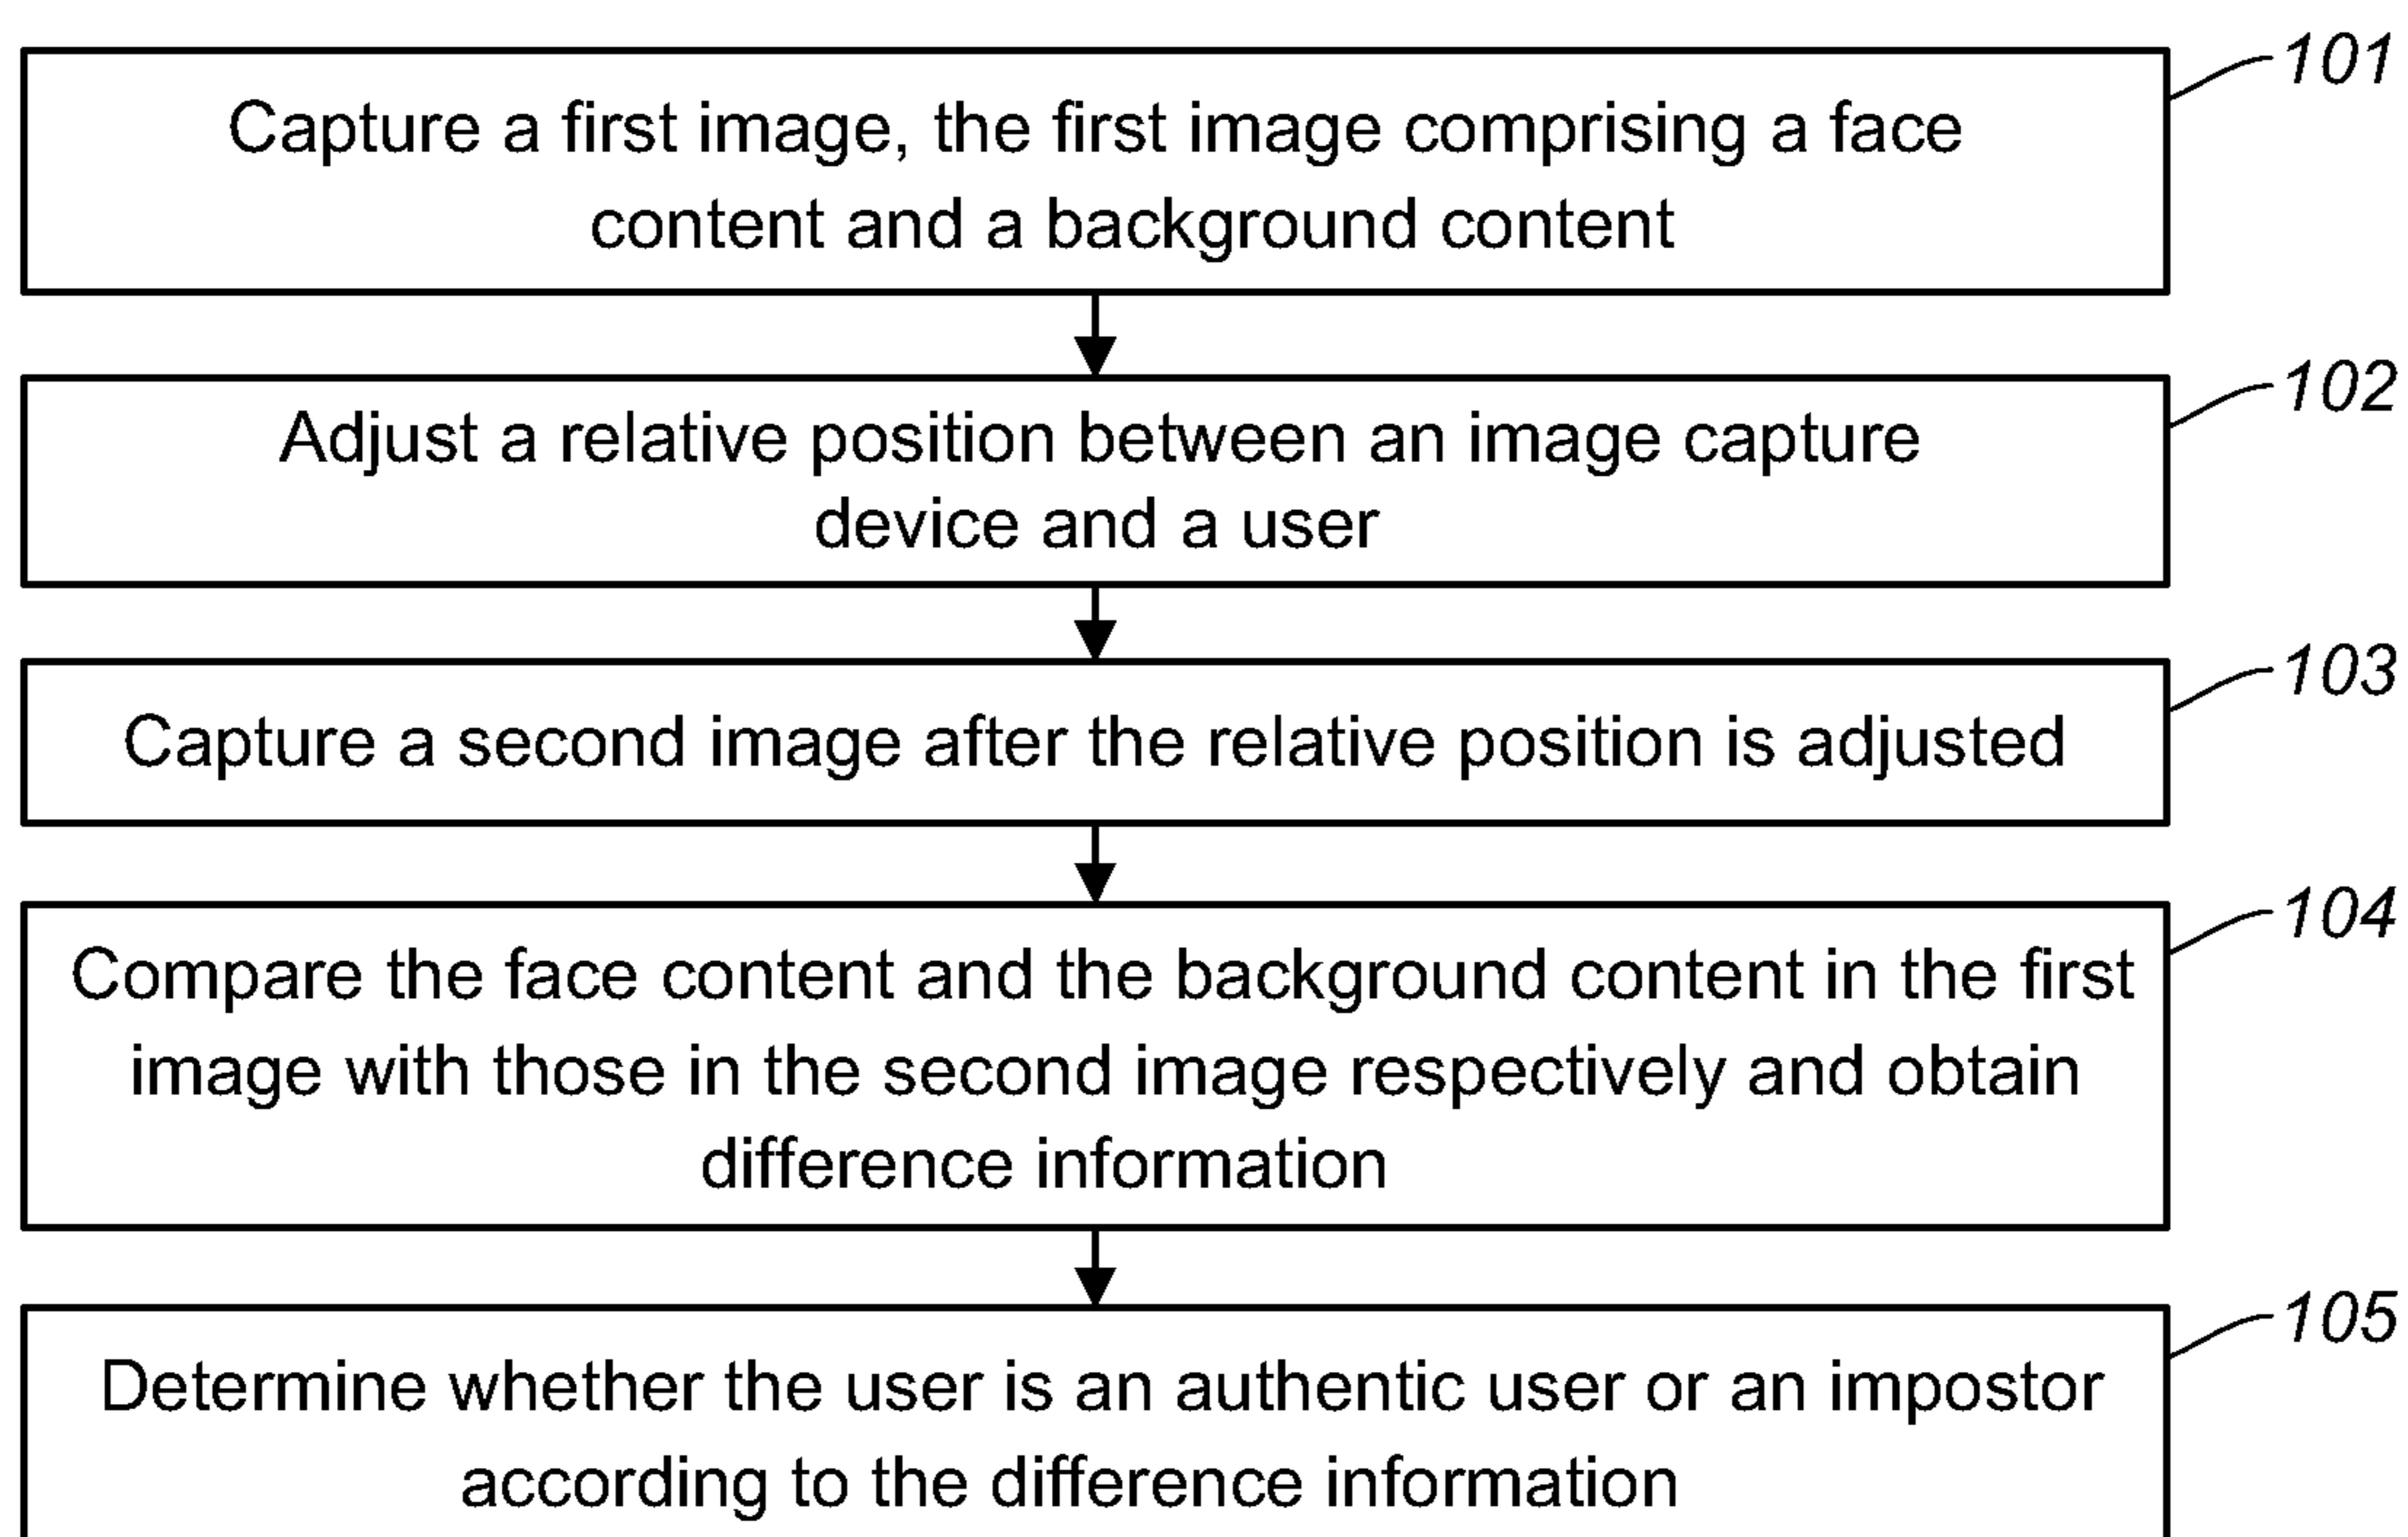 101
Capture a first image, the first image comprising a face
content and a background content
102
Adjust a relative position between an image capture
device and a user
103
Capture a second image after the relative position is adjusted
104
Compare the face content and the background content in the first
image with those in the second image respectively and obtain
difference information
105
Determine whether the user is an authentic user or an impostor
according to the difference information